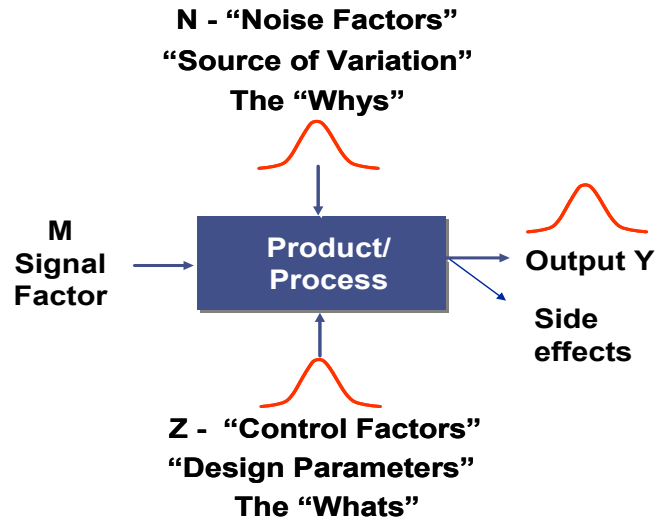 N - “Noise Factors”
“Source of Variation”
The “Whys”
M
Signal
Factor
Product/
Process
Output Y
Side
effects
Z -  “Control Factors”
“Design Parameters”
The “Whats”